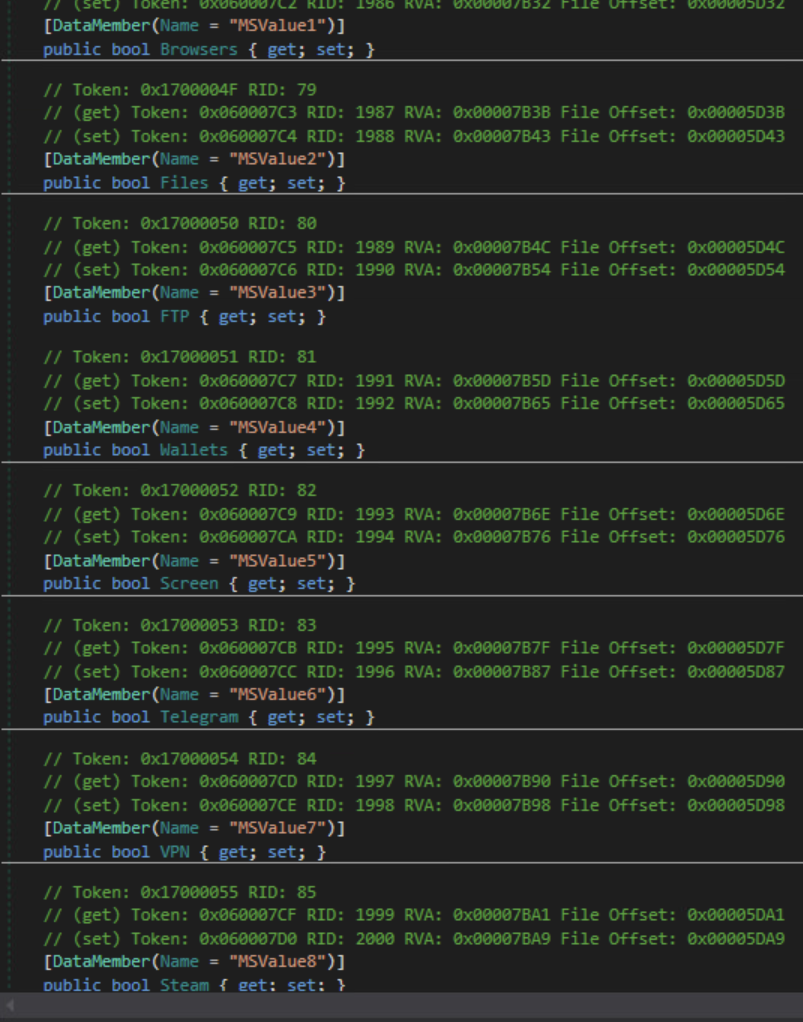 // (set) Token: 0x060007C2 RID: 1986 RVA: 0x00007B32 File Offset: 0x00005D32
[DataMember(Name = "MSValue1")]
public bool Browsers { get; set; }
// Token: 0x1700004F RID: 79
// (get) Token: 0x060007C3 RID: 1987 RVA: 0x00007B3B File Offset: 0x00005D3B
// (set) Token: 0x060007C4 RID: 1988 RVA: 0x00007B43 File Offset: 0x00005D43
[DataMember(Name = "MSValue2")]
public bool Files { get; set; }
// Token: 0x17000050 RID: 80
// (get) Token: 0x060007C5 RID: 1989 RVA: 0x00007B4C File Offset: 0x00005D4C
// (set) Token: 0x060007C6 RID: 1990 RVA: 0x00007B54 File Offset: 0x00005D54
[DataMember(Name = "MSValue3")]
public bool FTP { get; set; }
// Token: 0x17000051 RID: 81
// (get) Token: 0x060007C7 RID: 1991 RVA: 0x00007B5D File Offset: 0x00005D5D
// (set) Token: 0x060007C8 RID: 1992 RVA: 0x00007B65 File Offset: 0x00005D65
[DataMember(Name = "MSValue4")]
public bool Wallets { get; set; }
// Token: 0x17000052 RID: 82
// (get) Token: 0x060007C9 RID: 1993 RVA: 0x00007B6E File Offset: 0x00005D6E
// (set) Token: 0x060007CA RID: 1994 RVA: 0x00007B76 File Offset: 0x00005D76
[DataMember(Name = "MSValue5")]
public bool Screen { get; set; }
// Token: 0x17000053 RID: 83
// (get) Token: 0x060007CB RID: 1995 RVA: 0x00007B7F File Offset: 0x00005D7F
// (set) Token: 0x060007CC RID: 1996 RVA: 0x00007B87 File Offset: 0x00005D87
[DataMember(Name = "MSValue6")]
public bool Telegram { get; set; }
// Token: 0x17000054 RID: 84
// (get) Token: 0x060007CD RID: 1997 RVA: 0x00007B90 File Offset: 0x00005D90
// (set) Token: 0x060007CE RID: 1998 RVA: 0x00007B98 File Offset: 0x00005D98
[DataMember(Name = "MSValue7")]
public bool VPN { get; set; }
// Token: 0x17000055 RID: 85
// (get) Token: 0x060007CF RID: 1999 RVA: 0x00007BA1 File Offset: 0x00005DA1
// (set) Token: 0x060007D0 RID: 2000 RVA: 0x00007BA9 File Offset: 0x00005DA9
[DataMember(Name = "MSValue8")]
public bool Steam { get; set; }